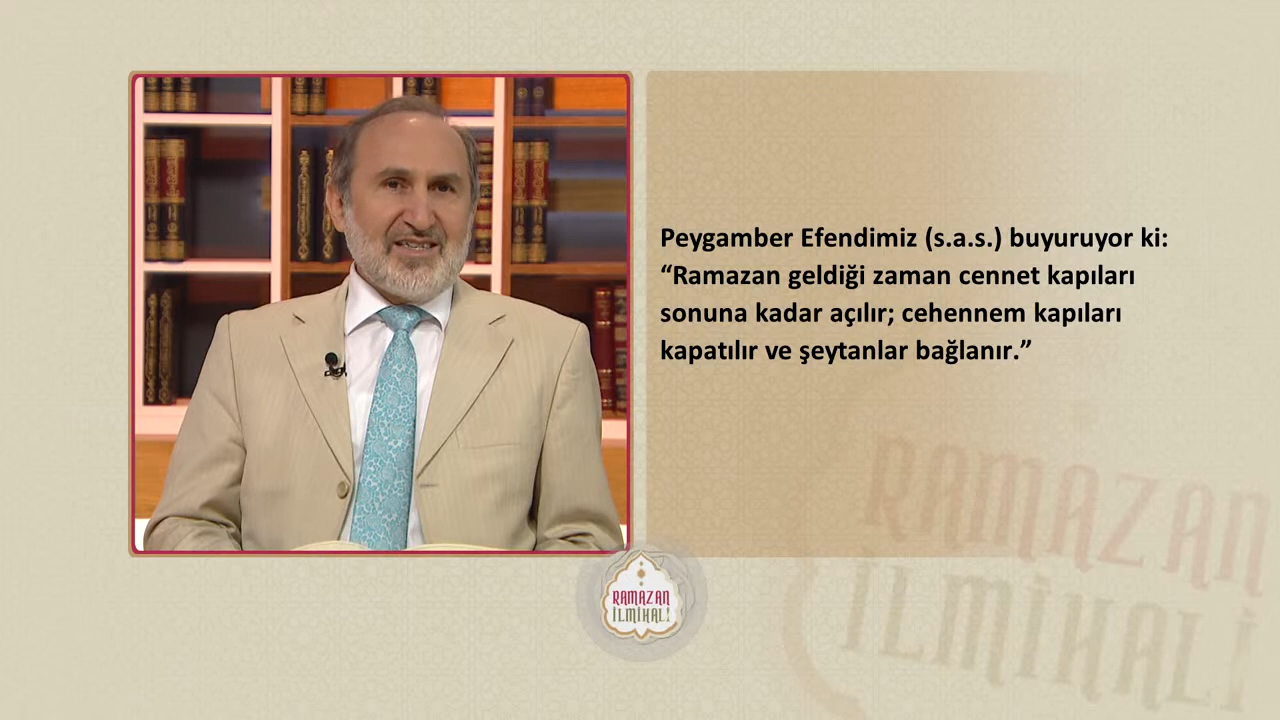 Peygamber Efendimiz (s.a.s.) buyuruyor ki:
“Ramazan geldiği zaman cennet kapıları
sonuna kadar açılır; cehennem kapıları
kapatılır ve şeytanlar bağlanır.”
RAMAZAN
İLMİHALİ
RAMAZAN
İLMİHALİ